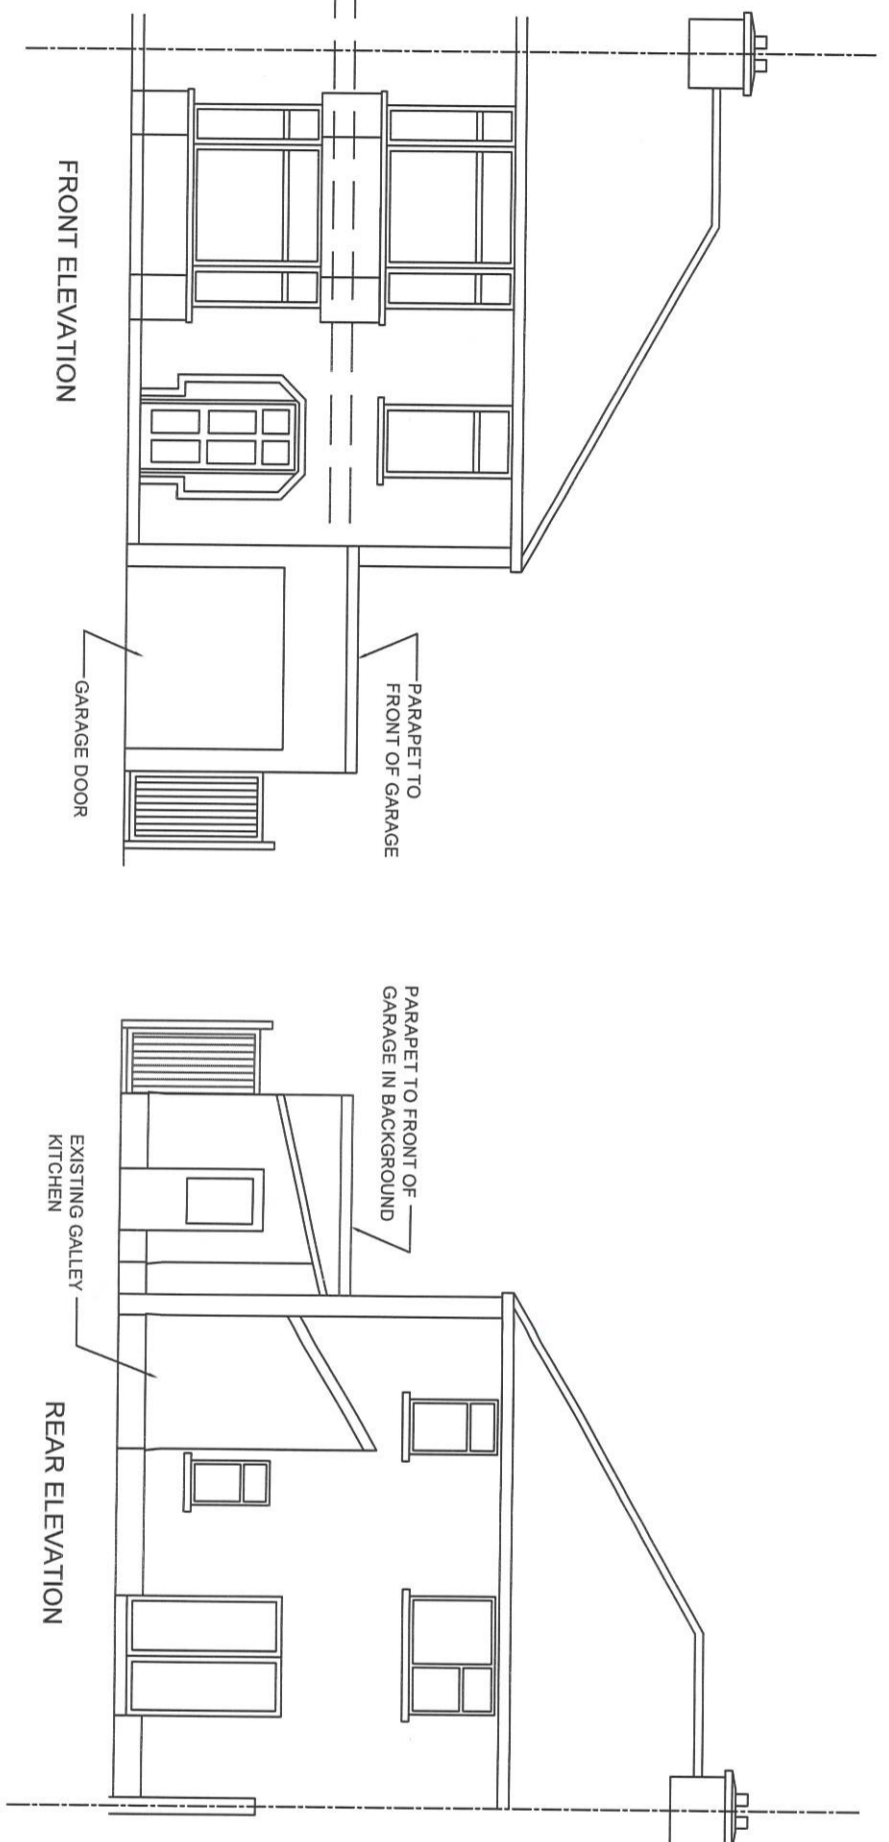 PARAPET TO
FRONT OF GARAGE
GARAGE DOOR
FRONT ELEVATION
PARAPET TO FRONT OF
GARAGE IN BACKGROUND
EXISTING GALLEY
KITCHEN
REAR ELEVATION